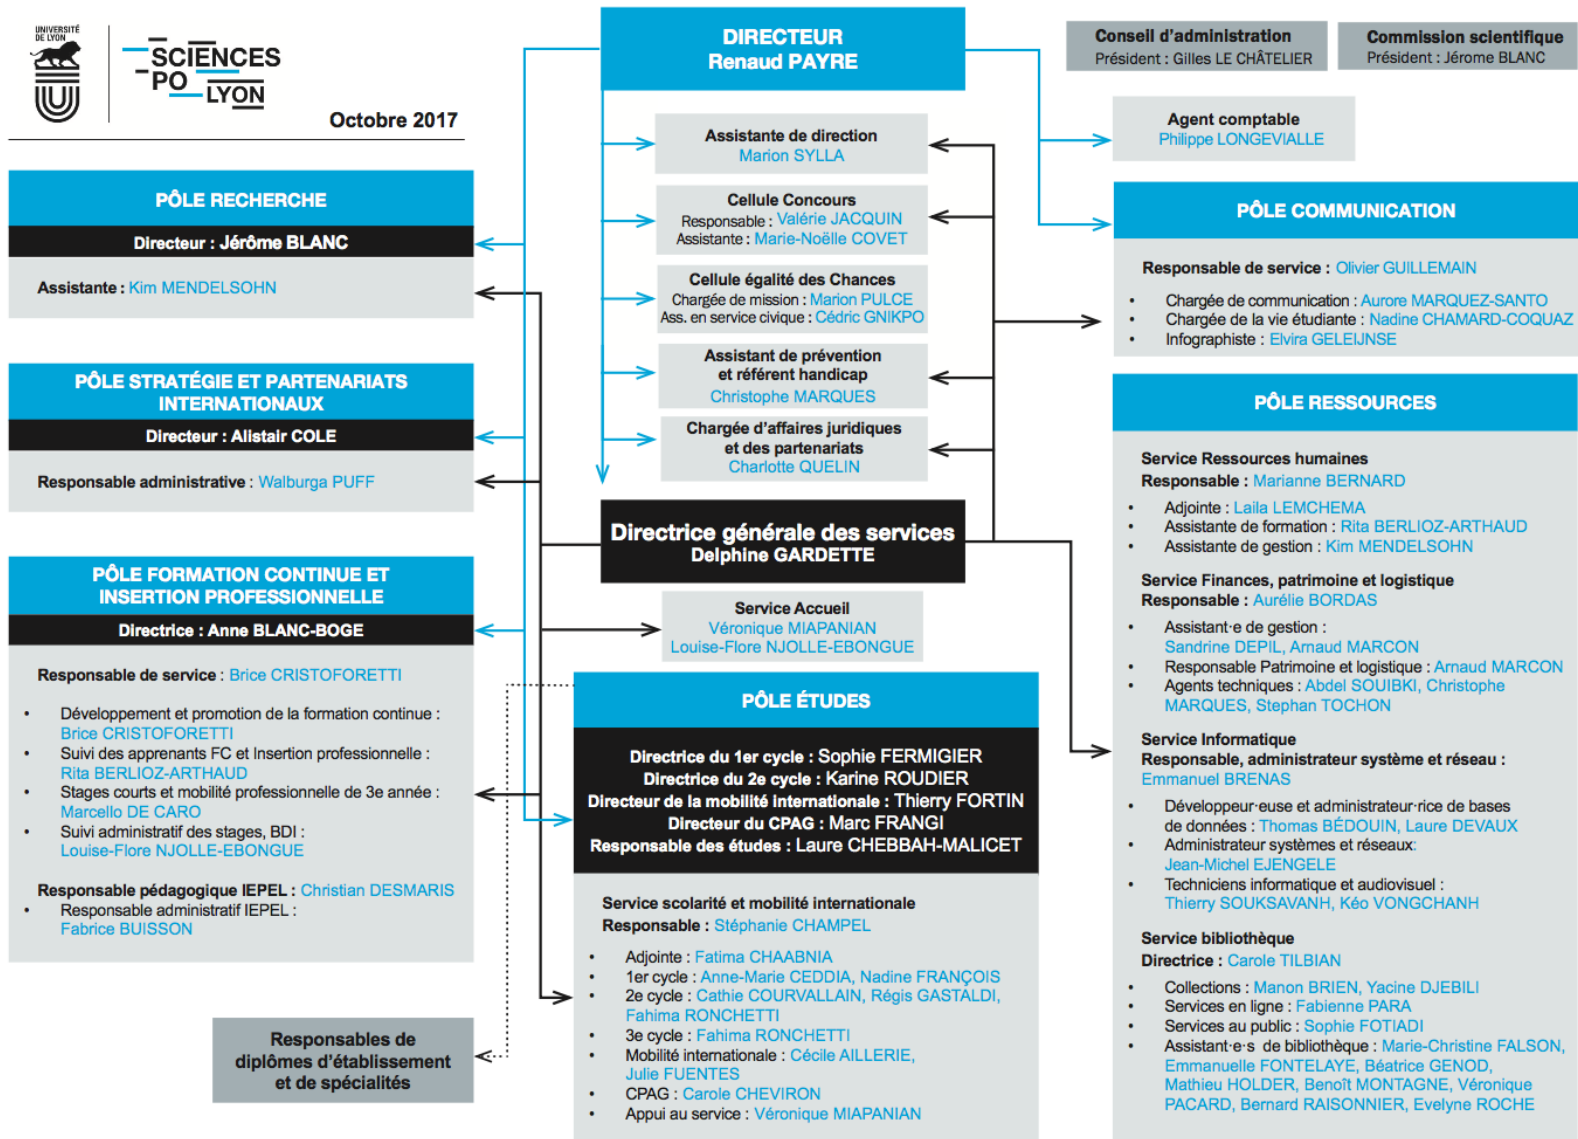 UNIVERSITÉ
DE LYON
SCIENCES
PO
LYON
Octobre 2017
DIRECTEUR
Renaud PAYRE
Conseil d'administration
Président : Gilles LE CHÂTELIER
Commission scientifique
Président : Jérome BLANC
Agent comptable
Philippe LONGEVIALLE
Assistante de direction
Marion SYLLA
Cellule Concours
Responsable : Valérie JACQUIN
Assistante : Marie-Noëlle COVET
Cellule égalité des Chances
Chargée de mission : Marion PULCE
Ass. en service civique : Cédric GNIKPO
Assistant de prévention
et référent handicap
Christophe MARQUES
Chargée d'affaires juridiques
et des partenariats
Charlotte QUELIN
Directrice générale des services
Delphine GARDETTE
Service Accueil
Véronique MIAPANIAN
Louise-Flore NJOLLE-EBONGUE
PÔLE RECHERCHE
Directeur : Jérôme BLANC
Assistante : Kim MENDELSOHN
PÔLE STRATÉGIE ET PARTENARIATS
INTERNATIONAUX
Directeur : Alistair COLE
Responsable administrative : Walburga PUFF
PÔLE FORMATION CONTINUE ET
INSERTION PROFESSIONNELLE
Directrice : Anne BLANC-BOGE
Responsable de service : Brice CRISTOFORETTI
• Développement et promotion de la formation continue :
Brice CRISTOFORETTI
• Suivi des apprenants FC et Insertion professionnelle :
Rita BERLIOZ-ARTHAUD
• Stages courts et mobilité professionnelle de 3e année :
Marcello DE CARO
• Suivi administratif des stages, BDI :
Louise-Flore NJOLLE-EBONGUE
Responsable pédagogique IEPEL : Christian DESMARIS
• Responsable administratif IEPEL :
Fabrice BUISSON
Responsables de
diplômes d'établissement
et de spécialités
PÔLE ÉTUDES
Directrice du 1er cycle : Sophie FERMIGIER
Directrice du 2e cycle : Karine ROUDIER
Directeur de la mobilité internationale : Thierry FORTIN
Directeur du CPAG : Marc FRANGI
Responsable des études : Laure CHEBBAH-MALICET
Service scolarité et mobilité internationale
Responsable : Stéphanie CHAMPEL
• Adjointe : Fatima CHAABNIA
• 1er cycle : Anne-Marie CEDDIA, Nadine FRANÇOIS
• 2e cycle : Cathie COURVALLAIN, Régis GASTALDI,
Fahima RONCHETTI
• 3e cycle : Fahima RONCHETTI
• Mobilité internationale : Cécile AILLERIE,
Julie FUENTES
• CPAG : Carole CHEVIRON
• Appui au service : Véronique MIAPANIAN
PÔLE COMMUNICATION
Responsable de service : Olivier GUILLEMAIN
• Chargée de communication : Aurore MARQUEZ-SANTO
• Chargée de la vie étudiante : Nadine CHAMARD-COQUAZ
• Infographiste : Elvira GELEIJNSE
PÔLE RESSOURCES
Service Ressources humaines
Responsable : Marianne BERNARD
• Adjointe : Laila LEMCHEMA
• Assistante de formation : Rita BERLIOZ-ARTHAUD
• Assistante de gestion : Kim MENDELSOHN
Service Finances, patrimoine et logistique
Responsable : Aurélie BORDAS
• Assistant·e de gestion :
Sandrine DEPIL, Arnaud MARCON
• Responsable Patrimoine et logistique : Arnaud MARCON
• Agents techniques : Abdel SOUIBKI, Christophe
MARQUES, Stephan TOCHON
Service Informatique
Responsable, administrateur système et réseau :
Emmanuel BRENAS
• Développeur·euse et administrateur·rice de bases
de données : Thomas BÉDOUIN, Laure DEVAUX
• Administrateur systèmes et réseaux:
Jean-Michel EJENGELE
• Techniciens informatique et audiovisuel :
Thierry SOUKSAVANH, Kéo VONGCHANH
Service bibliothèque
Directrice : Carole TILBIAN
• Collections : Manon BRIEN, Yacine DJEBILI
• Services en ligne : Fabienne PARA
• Services au public : Sophie FOTIADI
• Assistant·e·s de bibliothèque : Marie-Christine FALSON,
Emmanuelle FONTELAYE, Béatrice GENOD,
Mathieu HOLDER, Benoît MONTAGNE, Véronique
PACARD, Bernard RAISONNIER, Evelyne ROCHE